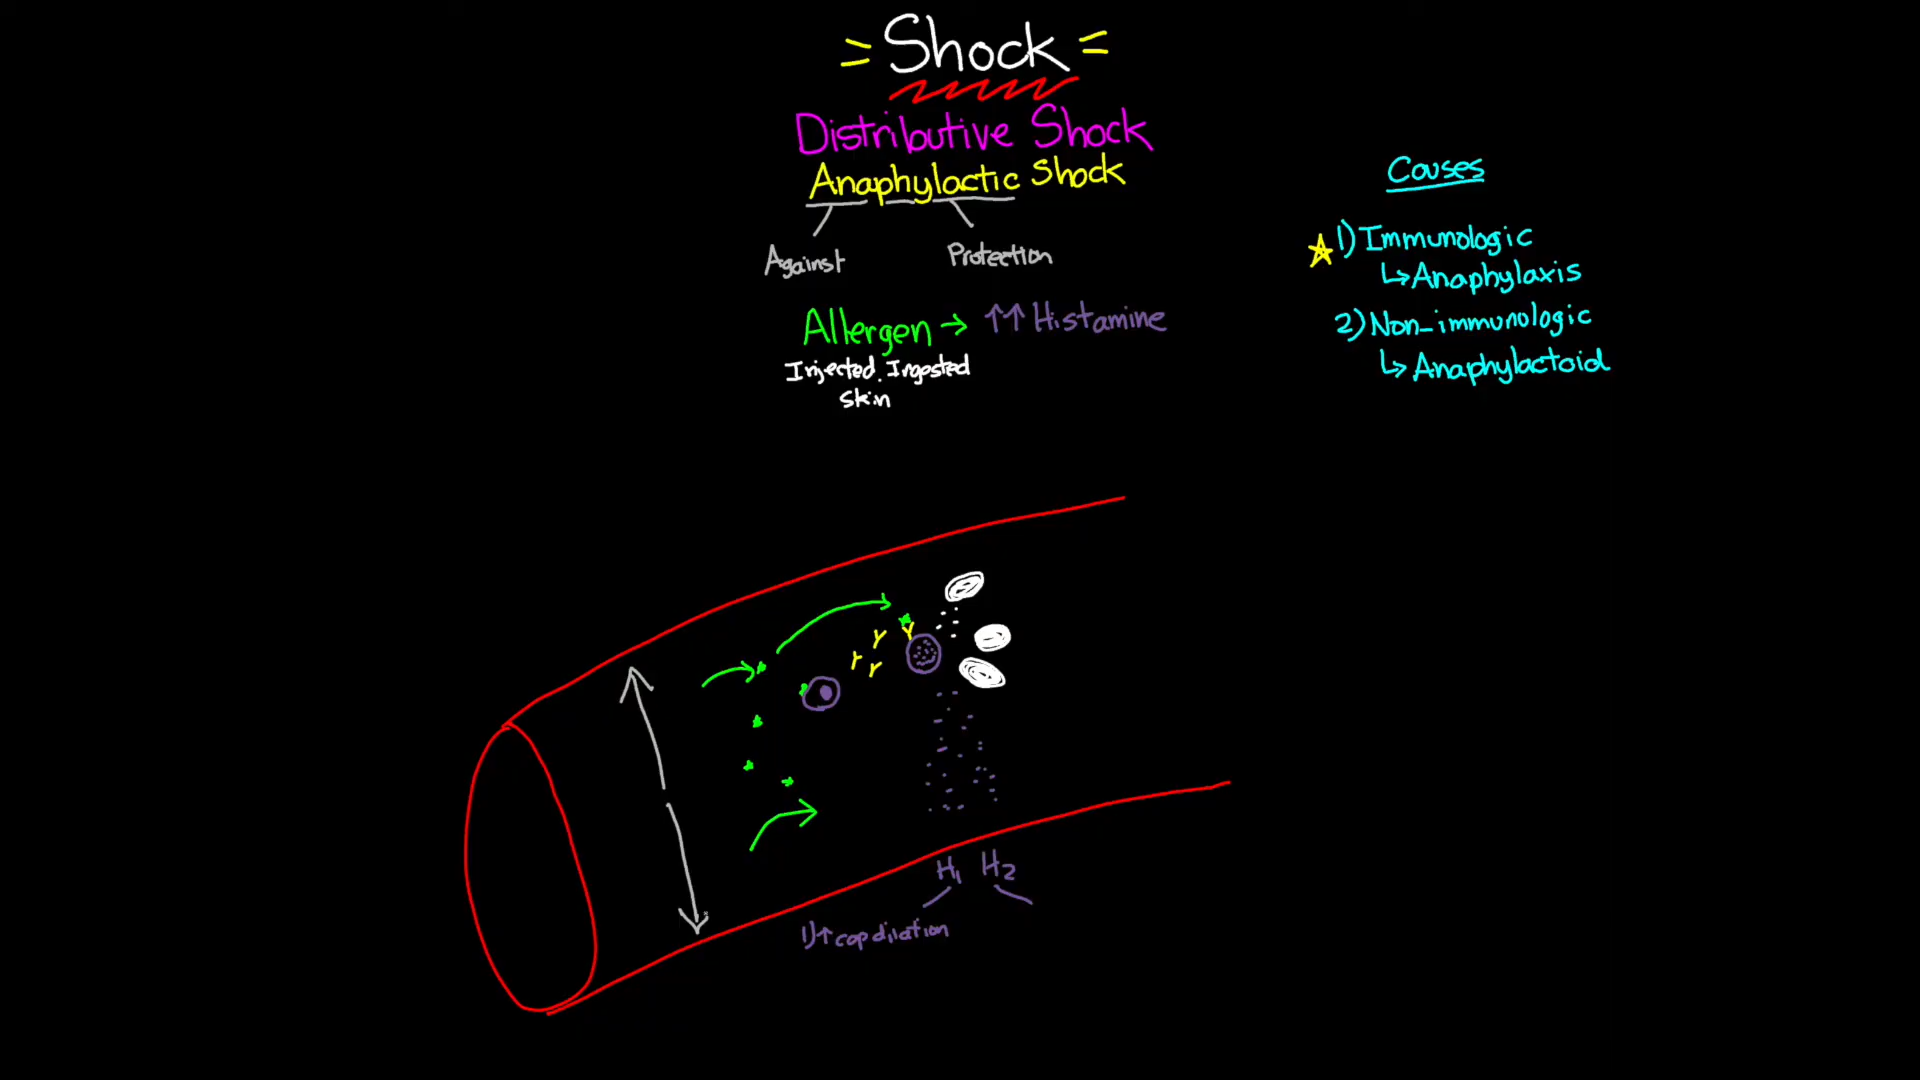 = Shock =
Distributive Shock
Anaphylactic Shock
Against Protection
Allergen → ↑↑ Histamine
Injected, Ingested
Skin
Causes
☆ 1) Immunologic
↳ Anaphylaxis
2) Non-immunologic
↳ Anaphylactoid
Y Y Y Y
H₁ H₂
1) ↑ cap dilation